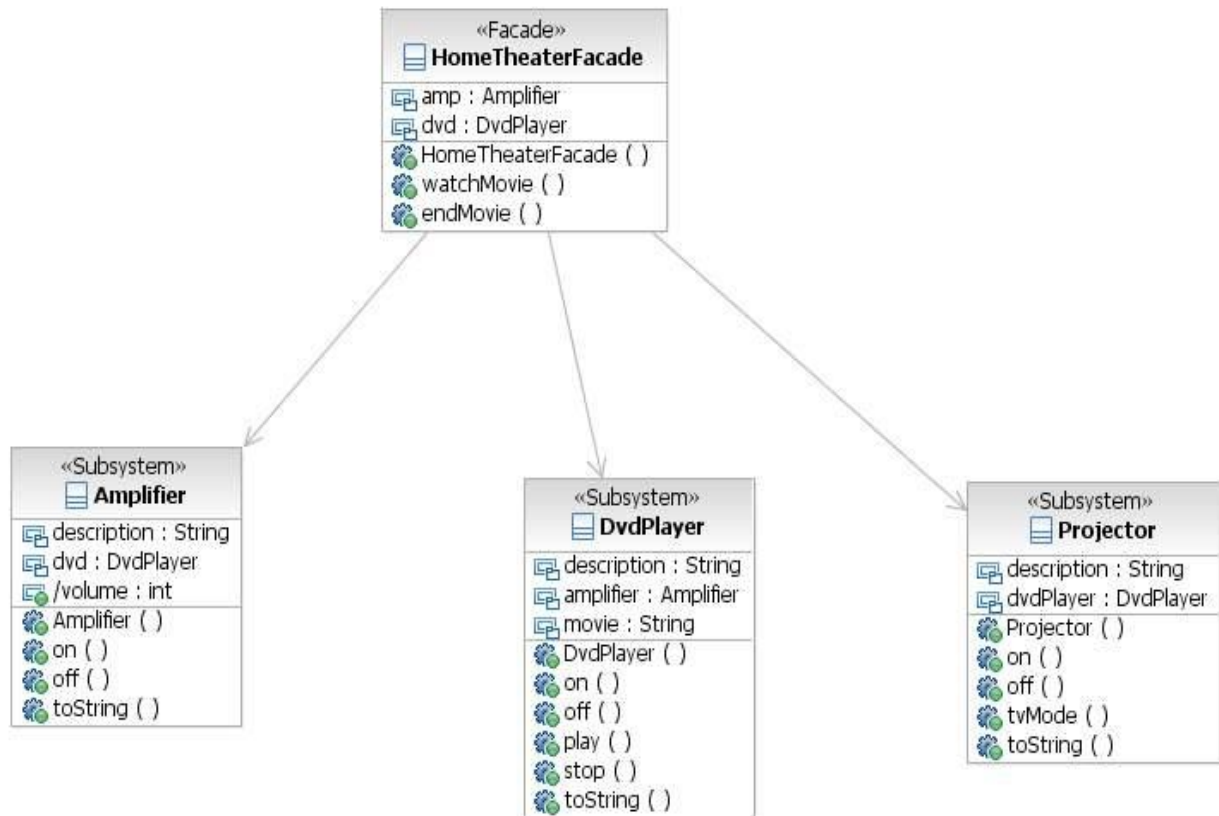 «Facade»
HomeTheaterFacade
amp : Amplifier
dvd : DvdPlayer
HomeTheaterFacade ( )
watchMovie ( )
endMovie ( )
«Subsystem»
Amplifier
description : String
dvd : DvdPlayer
/volume : int
Amplifier ( )
on ( )
off ( )
toString ( )
«Subsystem»
DvdPlayer
description : String
amplifier : Amplifier
movie : String
DvdPlayer ( )
on ( )
off ( )
play ( )
stop ( )
toString ( )
«Subsystem»
Projector
description : String
dvdPlayer : DvdPlayer
Projector ( )
on ( )
off ( )
tvMode ( )
toString ( )